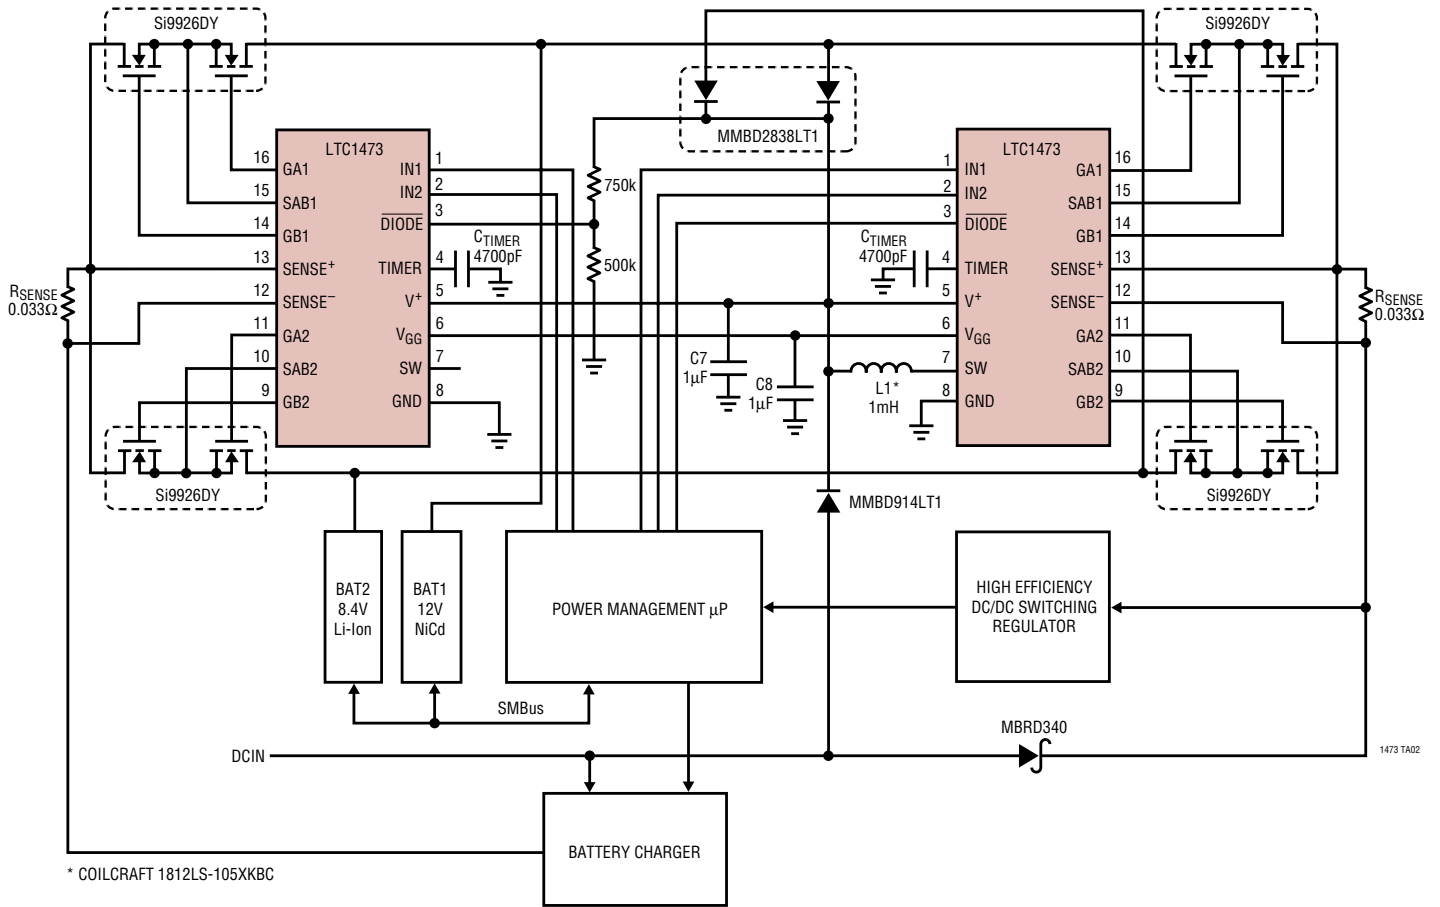 Si9926DY
Si9926DY
MMBD2838LT1
LTC1473
16
GA1
15
SAB1
14
GB1
13
SENSE+
12
SENSE–
11
GA2
10
SAB2
9
GB2
1
IN1
2
IN2
3
DIODE
4
TIMER
5
V+
6
VGG
7
SW
8
GND
RSENSE
0.033Ω
CTIMER
4700pF
750k
500k
C7
1µF
C8
1µF
L1*
1mH
CTIMER
4700pF
LTC1473
1
IN1
2
IN2
3
DIODE
4
TIMER
5
V+
6
VGG
7
SW
8
GND
16
GA1
15
SAB1
14
GB1
13
SENSE+
12
SENSE–
11
GA2
10
SAB2
9
GB2
RSENSE
0.033Ω
Si9926DY
Si9926DY
MMBD914LT1
BAT2
8.4V
Li-Ion
BAT1
12V
NiCd
POWER MANAGEMENT µP
HIGH EFFICIENCY
DC/DC SWITCHING
REGULATOR
SMBus
DCIN
MBRD340
1473 TA02
BATTERY CHARGER
* COILCRAFT 1812LS-105XKBC